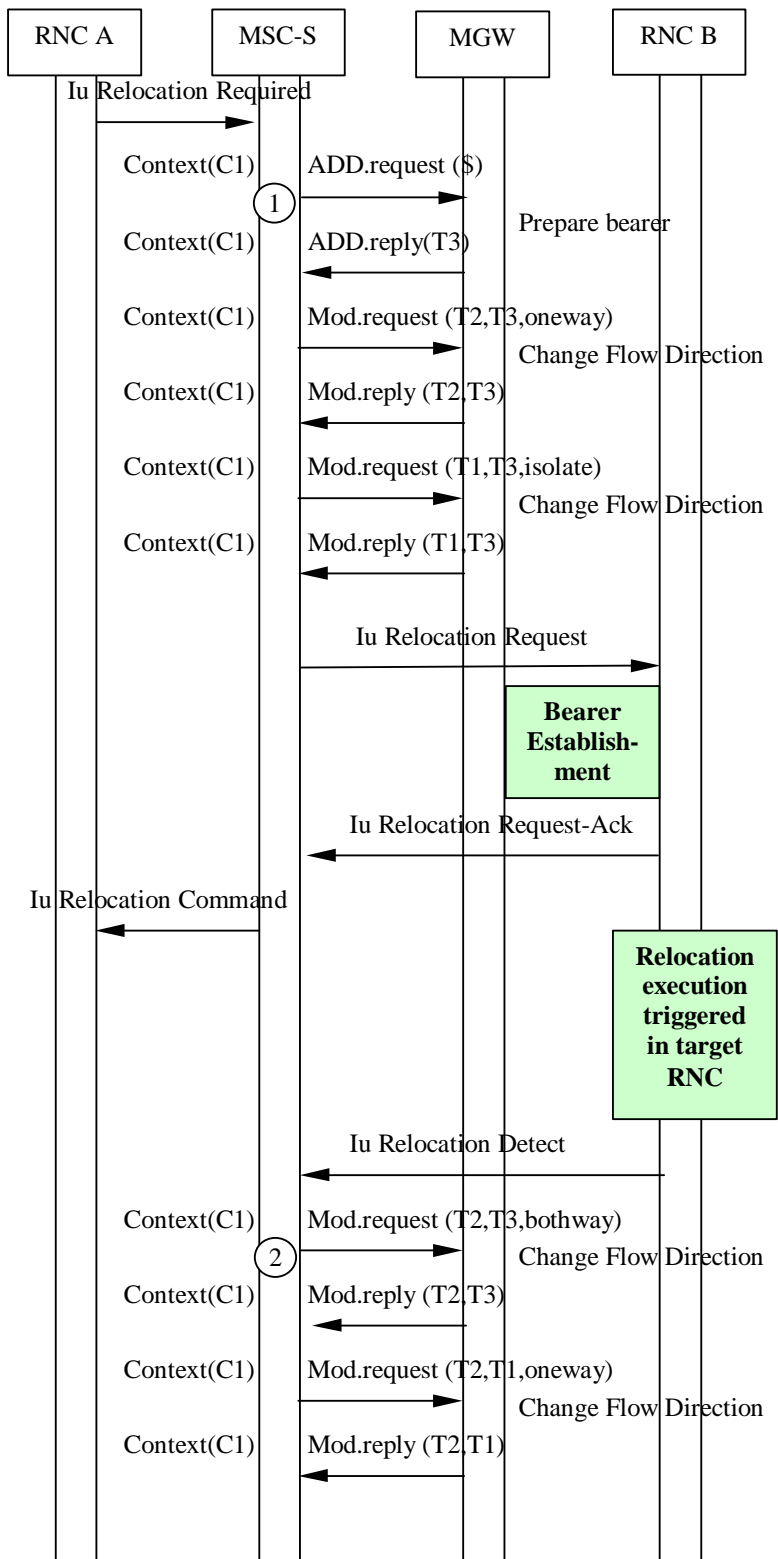 RNC A
MSC-S
MGW
RNC B
Iu Relocation Required
Context(C1)
ADD.request ($)
1
Prepare bearer
Context(C1)
ADD.reply(T3)
Context(C1)
Mod.request (T2,T3,oneway)
Change Flow Direction
Context(C1)
Mod.reply (T2,T3)
Context(C1)
Mod.request (T1,T3,isolate)
Change Flow Direction
Context(C1)
Mod.reply (T1,T3)
Iu Relocation Request
Bearer
Establish-
ment
Iu Relocation Request-Ack
Iu Relocation Command
Relocation
execution
triggered
in target
RNC
Iu Relocation Detect
Context(C1)
Mod.request (T2,T3,bothway)
2
Change Flow Direction
Context(C1)
Mod.reply (T2,T3)
Context(C1)
Mod.request (T2,T1,oneway)
Change Flow Direction
Context(C1)
Mod.reply (T2,T1)